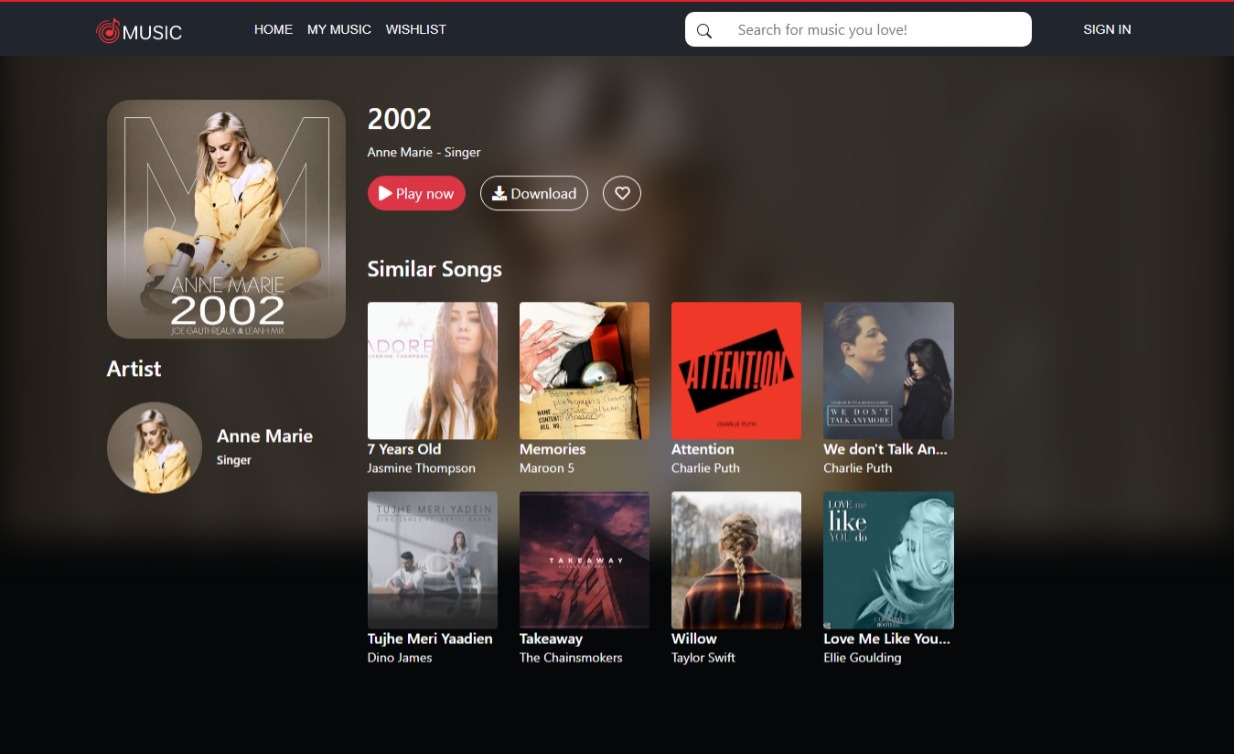 MUSIC
HOME MY MUSIC WISHLIST
Search for music you love!
SIGN IN
M
ANNE MARIE
2002
JOE GAUTHREAUX & LEANH MIX
2002
Anne Marie - Singer
Play now
Download
Artist
Anne Marie
Singer
Similar Songs
ADORE
JASMINE THOMPSON
7 Years Old
Jasmine Thompson
NAME
CONTENT
REG. NO.
Memories
Maroon 5
ATTENTION
CHARLIE PUTH
Attention
Charlie Puth
WE DON'T
TALK ANYMORE
We don't Talk An...
Charlie Puth
TUJHE MERI YADEIN
Tujhe Meri Yaadien
Dino James
TAKEAWAY
Takeaway
The Chainsmokers
Willow
Taylor Swift
LOVE me
like
YOU do
Love Me Like You...
Ellie Goulding